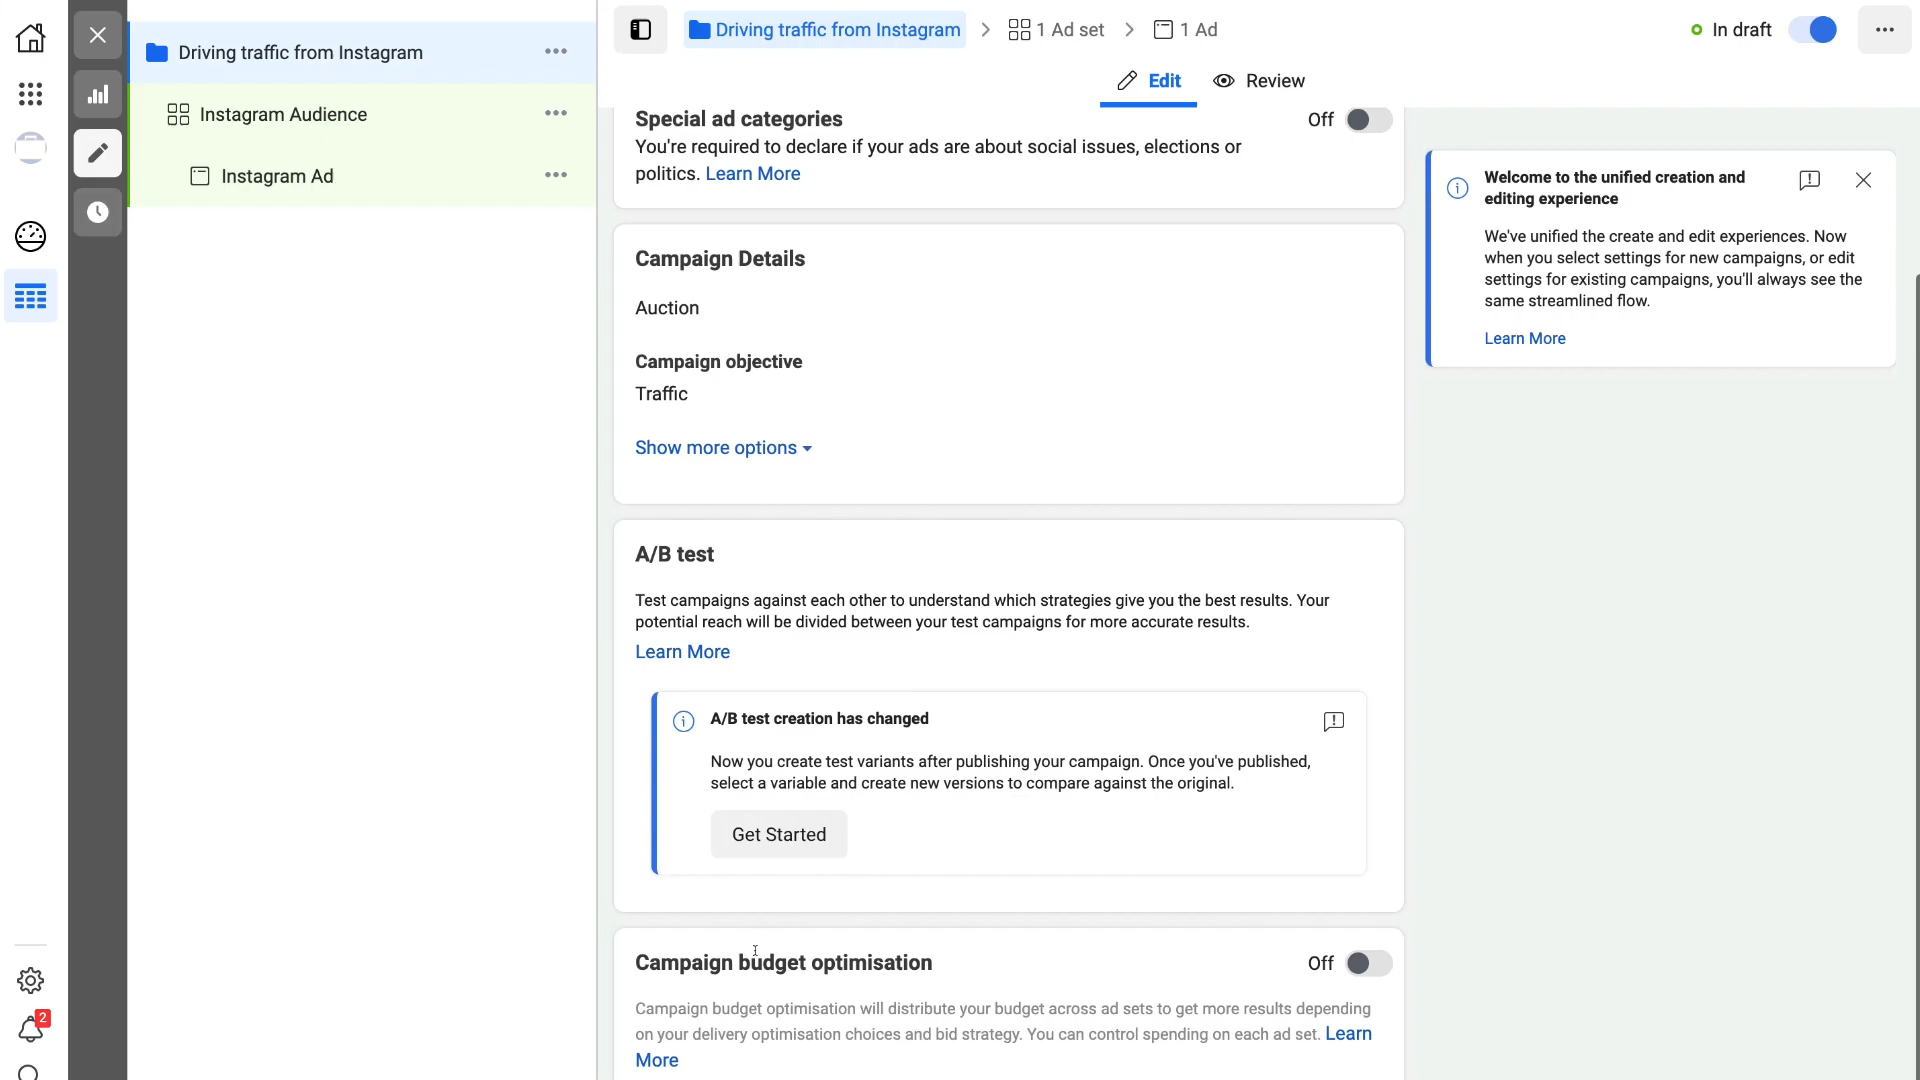 Driving traffic from Instagram
Instagram Audience
Instagram Ad
2
Driving traffic from Instagram
1 Ad set
1 Ad
In draft
Edit
Review
Special ad categories
Off
You're required to declare if your ads are about social issues, elections or
politics. Learn More
Campaign Details
Auction
Campaign objective
Traffic
Show more options
A/B test
Test campaigns against each other to understand which strategies give you the best results. Your
potential reach will be divided between your test campaigns for more accurate results.
Learn More
A/B test creation has changed
Now you create test variants after publishing your campaign. Once you've published,
select a variable and create new versions to compare against the original.
Get Started
Campaign budget optimisation
Off
Campaign budget optimisation will distribute your budget across ad sets to get more results depending
on your delivery optimisation choices and bid strategy. You can control spending on each ad set. Learn
More
Welcome to the unified creation and
editing experience
We've unified the create and edit experiences. Now
when you select settings for new campaigns, or edit
settings for existing campaigns, you'll always see the
same streamlined flow.
Learn More